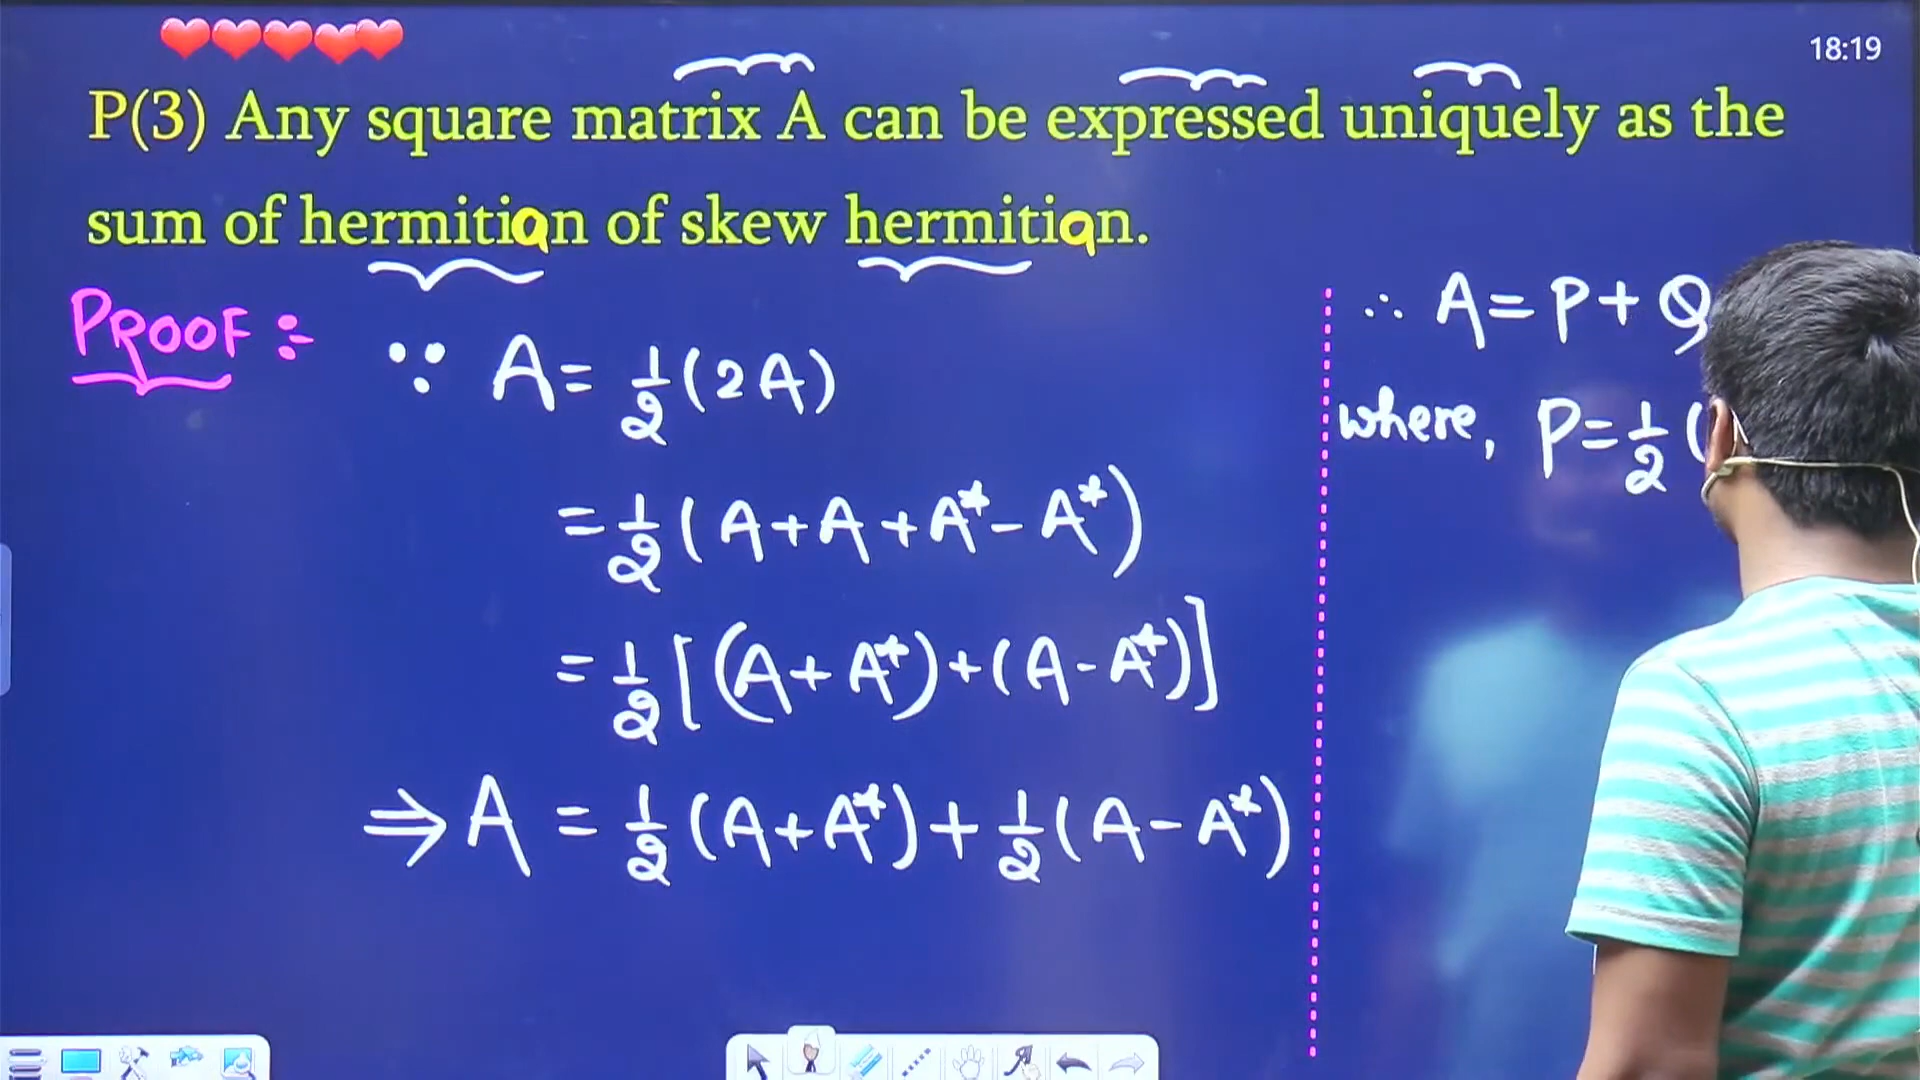 18:19
P(3) Any square matrix A can be expressed uniquely as the
sum of hermitian of skew hermitian.
PROOF :-
∵ A = 1/2 (2A)
= 1/2 (A + A + A* - A*)
= 1/2 [(A + A*) + (A - A*)]
⇒ A = 1/2 (A + A*) + 1/2 (A - A*)
∴ A = P + Q
where, P = 1/2 (